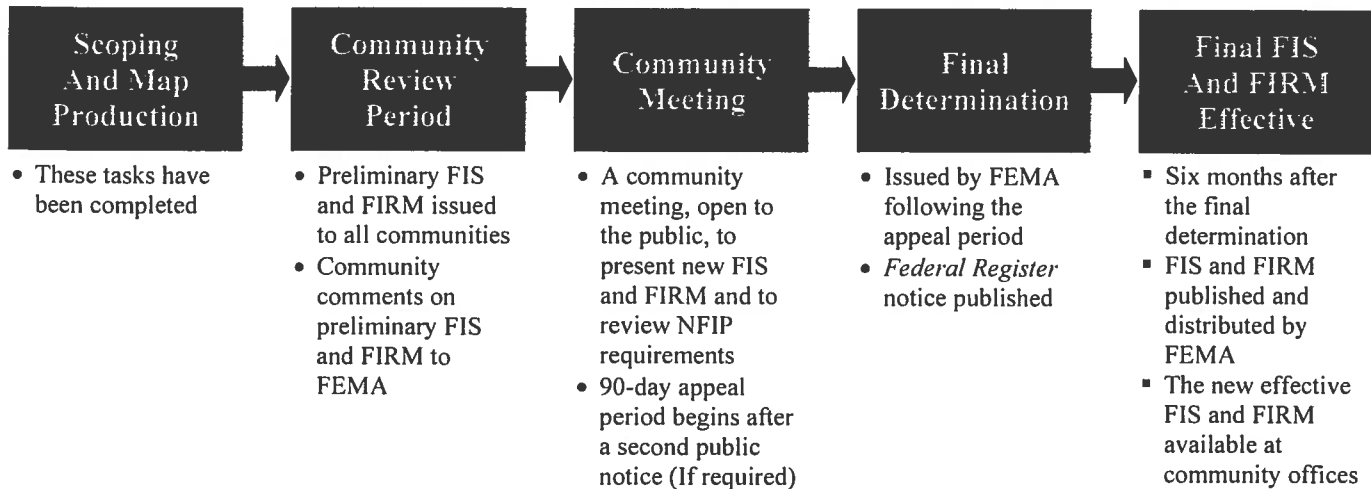 Scoping
And Map
Production
Community
Review
Period
Community
Meeting
Final
Determination
Final FIS
And FIRM
Effective
• These tasks have
been completed
• Preliminary FIS
and FIRM issued
to all communities
• Community
comments on
preliminary FIS
and FIRM to
FEMA
• A community
meeting, open to
the public, to
present new FIS
and FIRM and to
review NFIP
requirements
• 90-day appeal
period begins after
a second public
notice (If required)
• Issued by FEMA
following the
appeal period
• Federal Register
notice published
▪ Six months after
the final
determination
▪ FIS and FIRM
published and
distributed by
FEMA
▪ The new effective
FIS and FIRM
available at
community offices